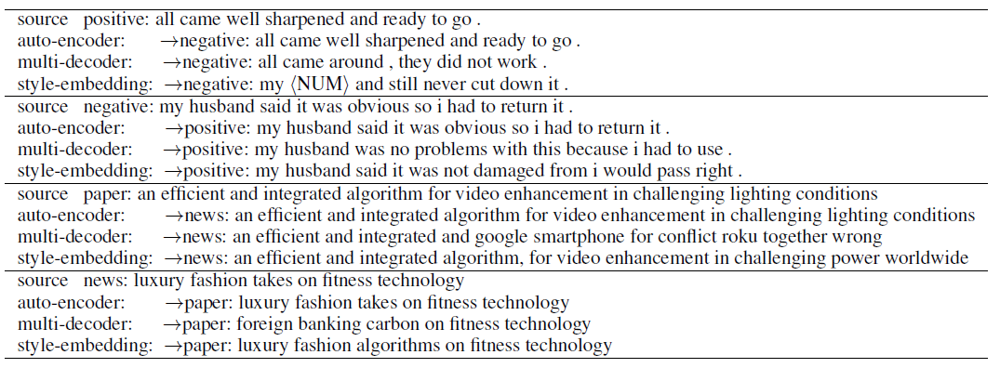 source positive: all came well sharpened and ready to go .
auto-encoder: →negative: all came well sharpened and ready to go .
multi-decoder: →negative: all came around , they did not work .
style-embedding: →negative: my ⟨NUM⟩ and still never cut down it .
source negative: my husband said it was obvious so i had to return it .
auto-encoder: →positive: my husband said it was obvious so i had to return it .
multi-decoder: →positive: my husband was no problems with this because i had to use .
style-embedding: →positive: my husband said it was not damaged from i would pass right .
source paper: an efficient and integrated algorithm for video enhancement in challenging lighting conditions
auto-encoder: →news: an efficient and integrated algorithm for video enhancement in challenging lighting conditions
multi-decoder: →news: an efficient and integrated and google smartphone for conflict roku together wrong
style-embedding: →news: an efficient and integrated algorithm, for video enhancement in challenging power worldwide
source news: luxury fashion takes on fitness technology
auto-encoder: →paper: luxury fashion takes on fitness technology
multi-decoder: →paper: foreign banking carbon on fitness technology
style-embedding: →paper: luxury fashion algorithms on fitness technology